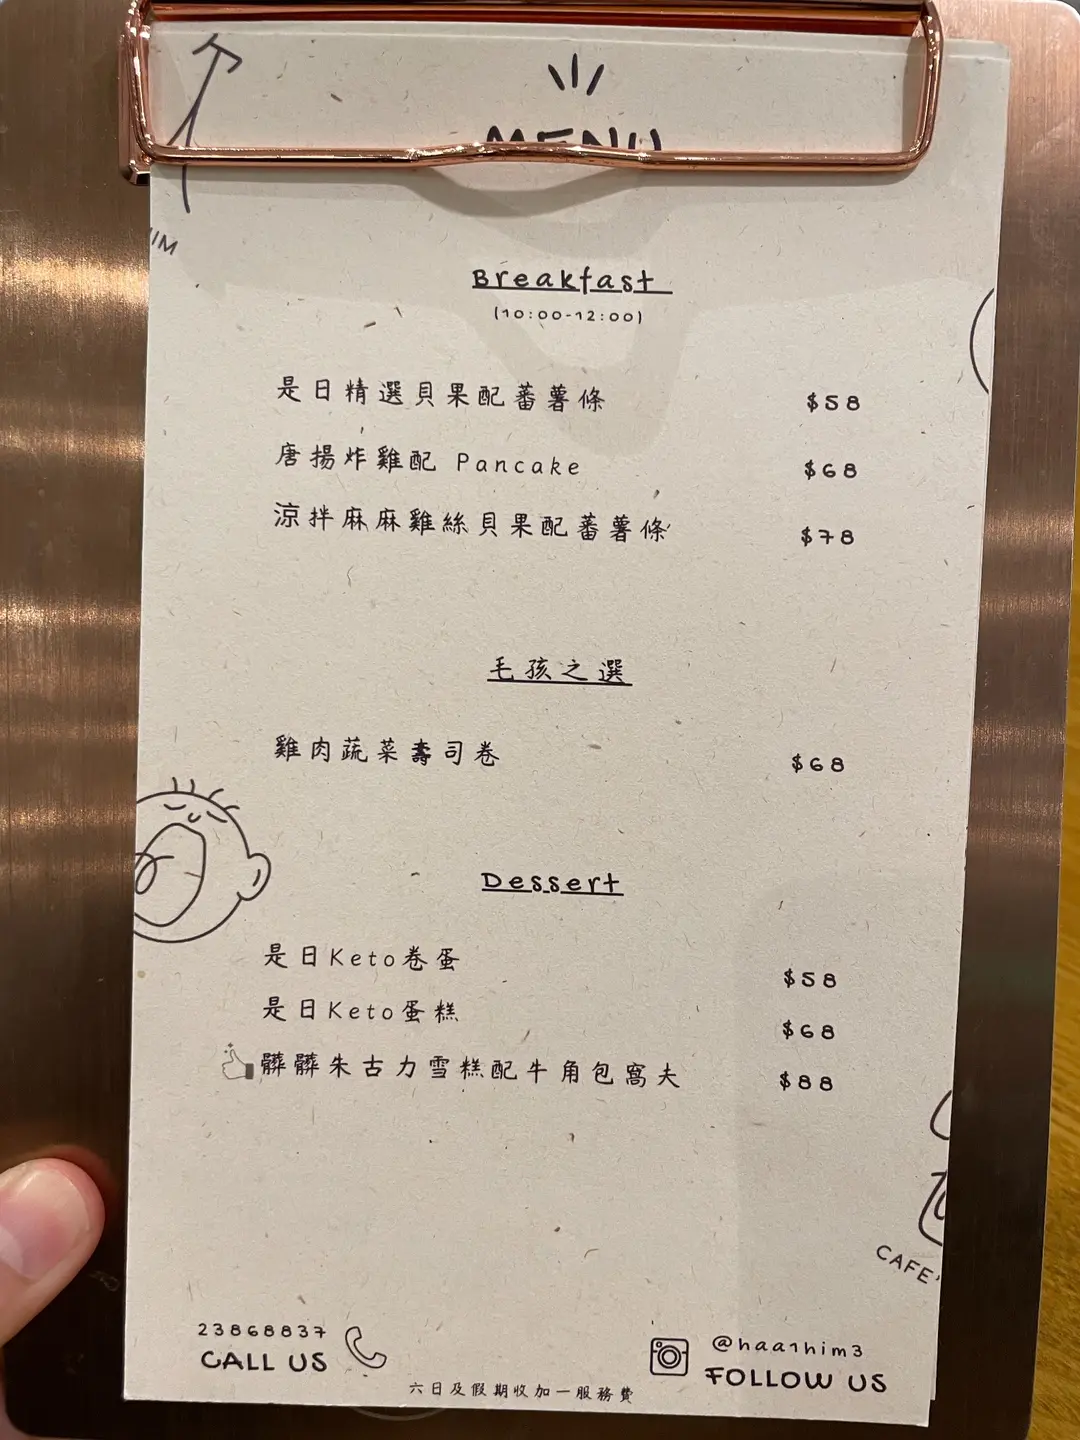 MENU
Breakfast
(10:00-12:00)
是日精選貝果配蕃薯條 $58
唐揚炸雞配 Pancake $68
涼拌麻麻雞絲貝果配蕃薯條 $78
毛孩之選
雞肉蔬菜壽司卷 $68
Dessert
是日Keto卷蛋 $58
是日Keto蛋糕 $68
髒髒朱古力雪糕配牛角包窩夫 $88
CAFE'
23868837
CALL US
@haa1him3
FOLLOW US
六日及假期收加一服務費